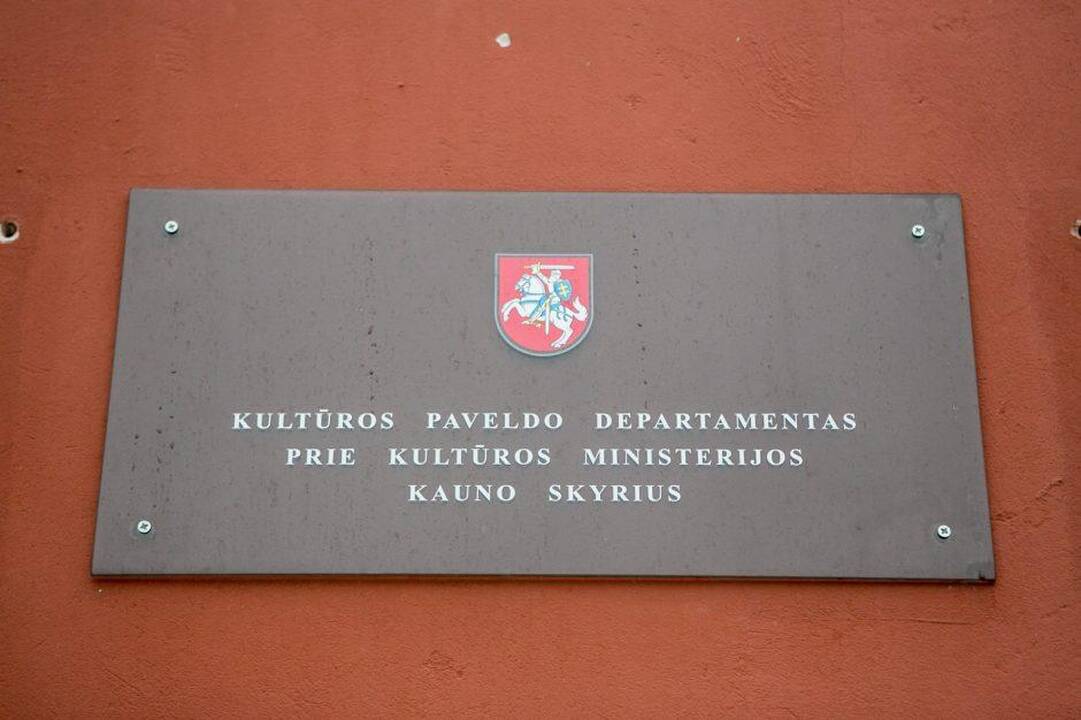 KULTŪROS PAVELDO DEPARTAMENTAS
PRIE KULTŪROS MINISTERIJOS
KAUNO SKYRIUS